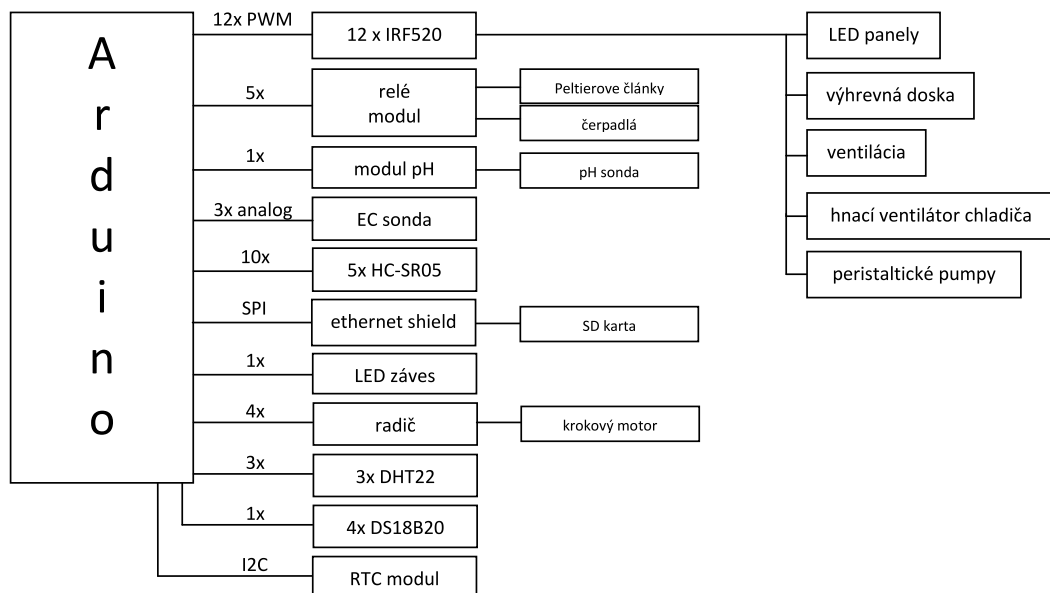 Arduino
12x PWM
12 x IRF520
LED panely
výhrevná doska
ventilácia
hnací ventilátor chladiča
peristaltické pumpy
5x
relé
modul
Peltierove články
čerpadlá
1x
modul pH
pH sonda
3x analog
EC sonda
10x
5x HC-SR05
SPI
ethernet shield
SD karta
1x
LED záves
4x
radič
krokový motor
3x
3x DHT22
1x
4x DS18B20
I2C
RTC modul